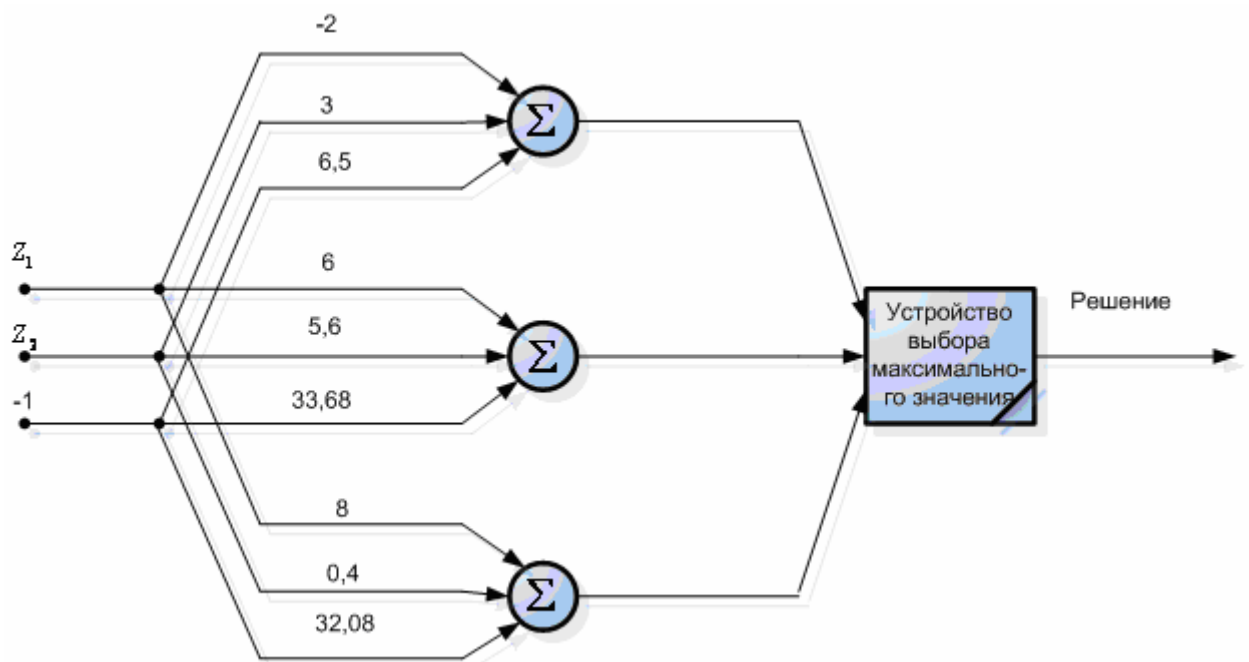 -2
Σ
3
6,5
Z₁
6
Решение
5,6
Устройство
выбора
максимально-
го значения
Z₂
Σ
-1
33,68
8
Σ
0,4
32,08